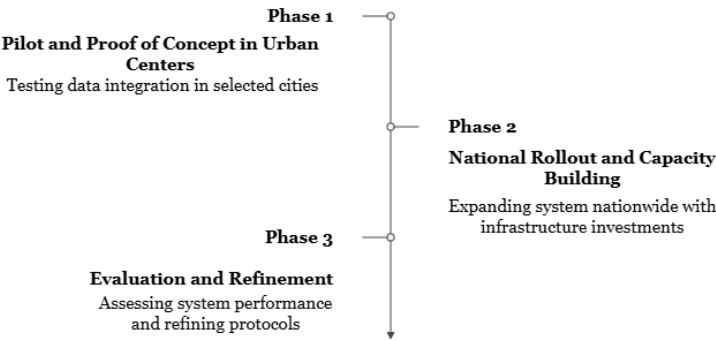 Phase 1
Pilot and Proof of Concept in Urban
Centers
Testing data integration in selected cities
Phase 2
National Rollout and Capacity
Building
Expanding system nationwide with
infrastructure investments
Phase 3
Evaluation and Refinement
Assessing system performance
and refining protocols